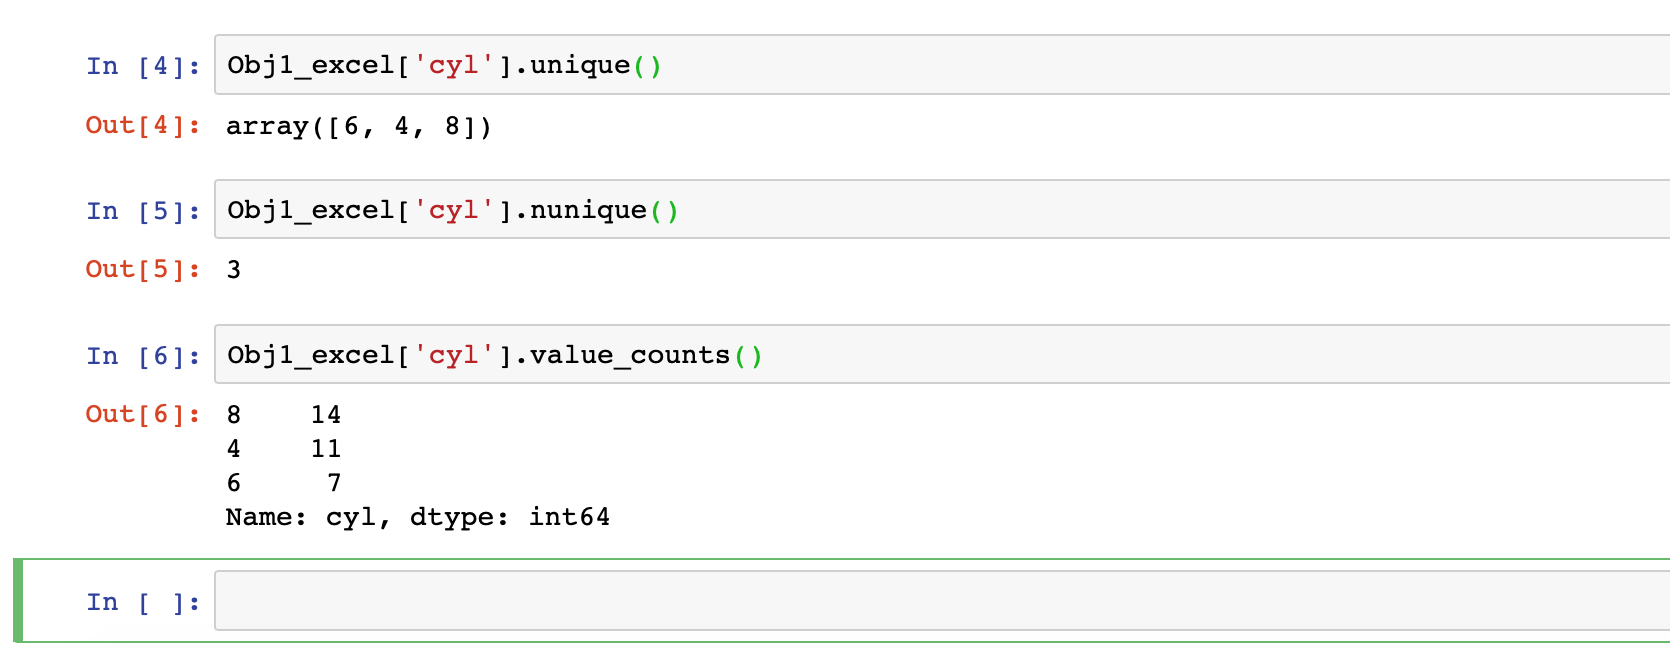 In [4]: Obj1_excel['cyl'].unique()
Out[4]: array([6, 4, 8])
In [5]: Obj1_excel['cyl'].nunique()
Out[5]: 3
In [6]: Obj1_excel['cyl'].value_counts()
Out[6]: 8    14
4    11
6     7
Name: cyl, dtype: int64
In [ ]: